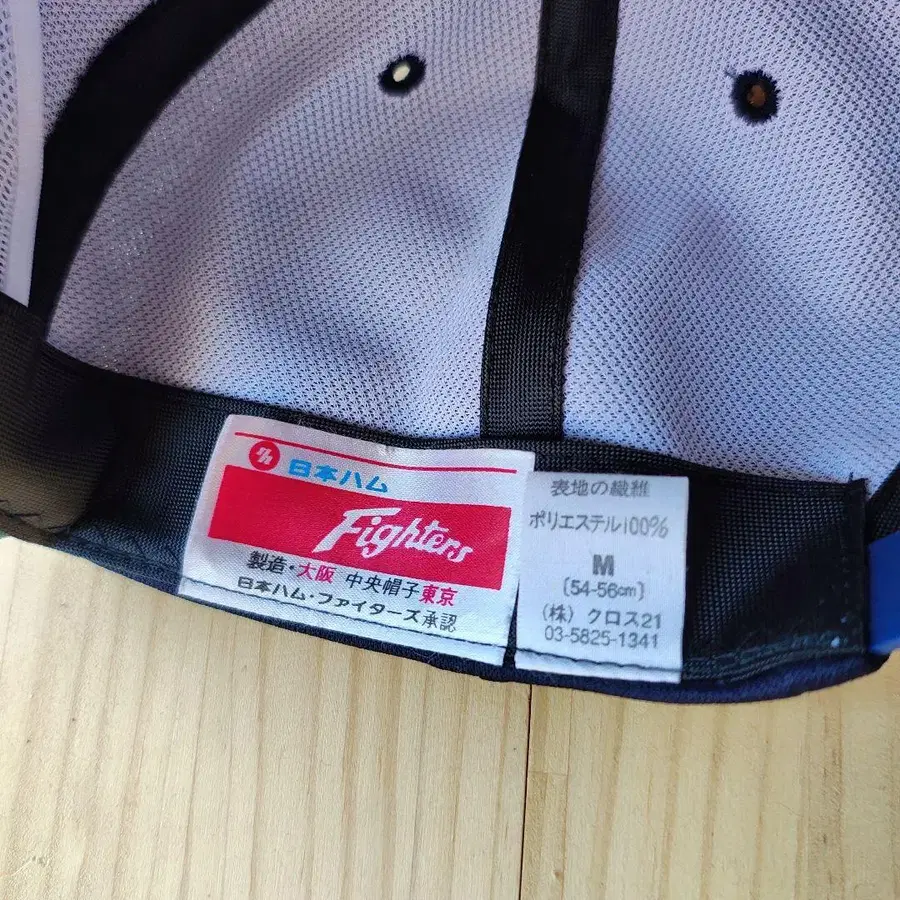 日本ハム
Fighters
製造・大阪 中央帽子 東京
日本ハム・ファイターズ承認
表地の繊維
ポリエステル100%
M
〔54-56cm〕
(株) クロス21
03-5825-1341